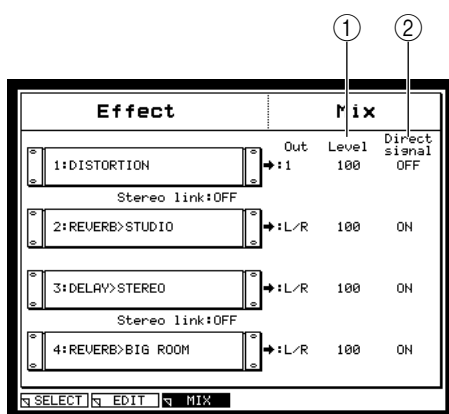 ① ②
Effect Mix
Out Level Direct signal
1:DISTORTION ➔:1 100 OFF
Stereo link:OFF
2:REVERB>STUDIO ➔:L/R 100 ON
3:DELAY>STEREO ➔:L/R 100 ON
Stereo link:OFF
4:REVERB>BIG ROOM ➔:L/R 100 ON
SELECT EDIT MIX